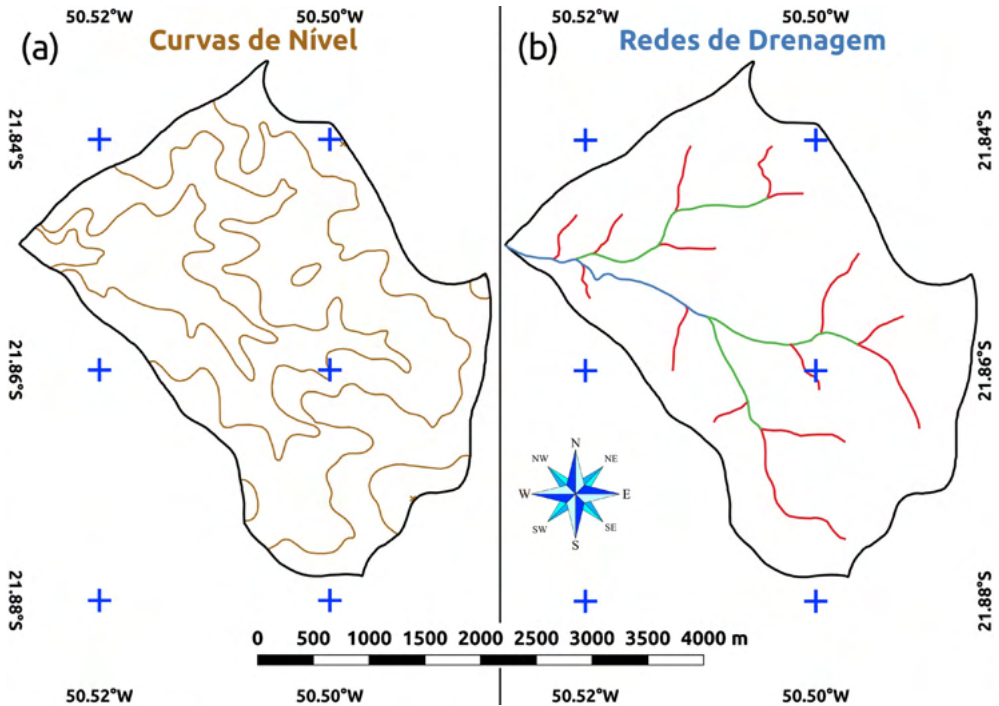 50.52°W 50.50°W 50.52°W 50.50°W
(a) Curvas de Nível (b) Redes de Drenagem
21.84°S 21.84°S
21.86°S 21.86°S
N
NW NE
W E
SW SE
S
21.88°S 21.88°S
0 500 1000 1500 2000 2500 3000 3500 4000 m
50.52°W 50.50°W 50.52°W 50.50°W